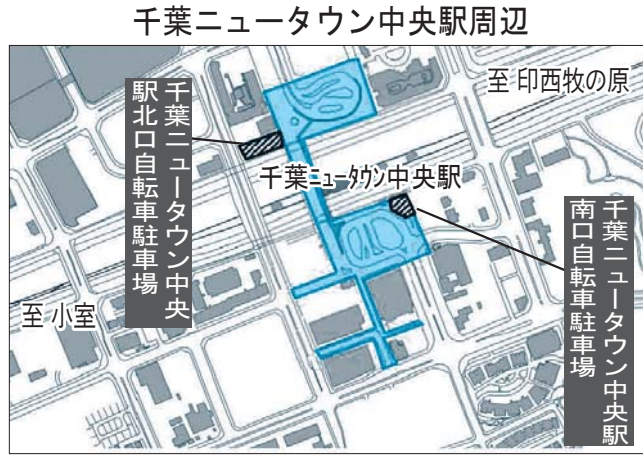 千葉ニュータウン中央駅周辺
至 印西牧の原
千葉ニュータウン中央
駅北口自転車駐車場
千葉ニュータウン中央駅
千葉ニュータウン中央駅
南口自転車駐車場
至 小室